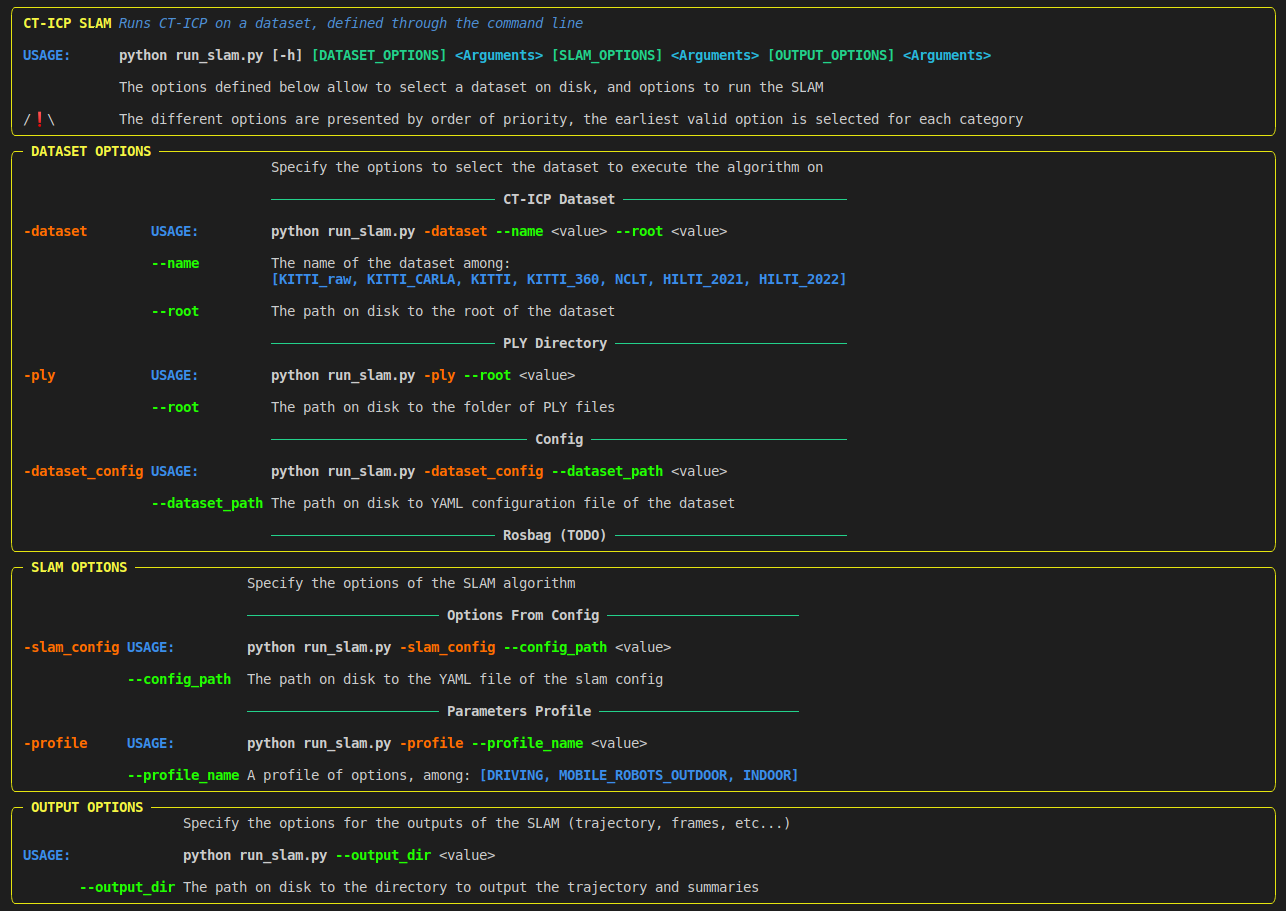 CT-ICP SLAM Runs CT-ICP on a dataset, defined through the command line
USAGE: python run_slam.py [-h] [DATASET_OPTIONS] <Arguments> [SLAM_OPTIONS] <Arguments> [OUTPUT_OPTIONS] <Arguments>
The options defined below allow to select a dataset on disk, and options to run the SLAM
/❗\ The different options are presented by order of priority, the earliest valid option is selected for each category
DATASET OPTIONS
Specify the options to select the dataset to execute the algorithm on
CT-ICP Dataset
-dataset USAGE: python run_slam.py -dataset --name <value> --root <value>
--name The name of the dataset among:
[KITTI_raw, KITTI_CARLA, KITTI, KITTI_360, NCLT, HILTI_2021, HILTI_2022]
--root The path on disk to the root of the dataset
PLY Directory
-ply USAGE: python run_slam.py -ply --root <value>
--root The path on disk to the folder of PLY files
Config
-dataset_config USAGE: python run_slam.py -dataset_config --dataset_path <value>
--dataset_path The path on disk to YAML configuration file of the dataset
Rosbag (TODO)
SLAM OPTIONS
Specify the options of the SLAM algorithm
Options From Config
-slam_config USAGE: python run_slam.py -slam_config --config_path <value>
--config_path The path on disk to the YAML file of the slam config
Parameters Profile
-profile USAGE: python run_slam.py -profile --profile_name <value>
--profile_name A profile of options, among: [DRIVING, MOBILE_ROBOTS_OUTDOOR, INDOOR]
OUTPUT OPTIONS
Specify the options for the outputs of the SLAM (trajectory, frames, etc...)
USAGE: python run_slam.py --output_dir <value>
--output_dir The path on disk to the directory to output the trajectory and summaries